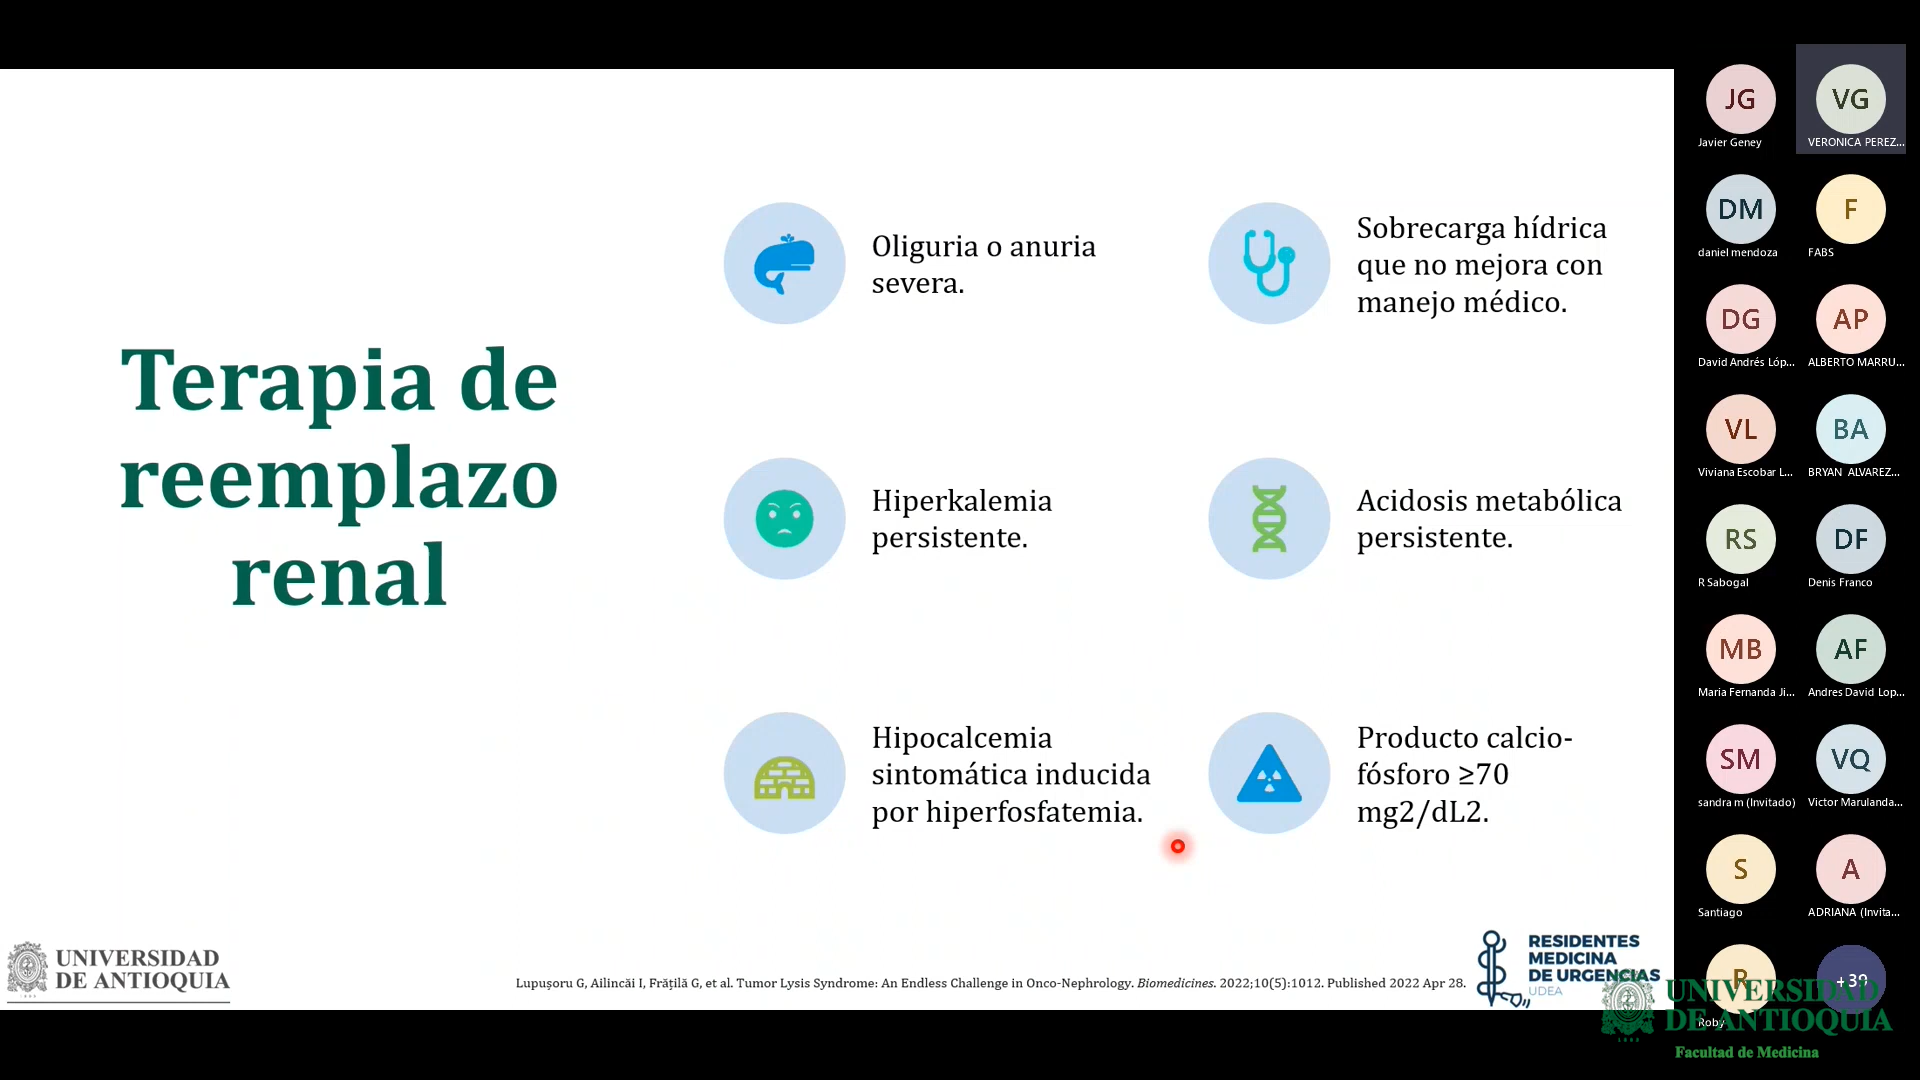 Terapia de
reemplazo
renal
Oliguria o anuria
severa.
Sobrecarga hídrica
que no mejora con
manejo médico.
Hiperkalemia
persistente.
Acidosis metabólica
persistente.
Hipocalcemia
sintomática inducida
por hiperfosfatemia.
Producto calcio-
fósforo ≥70
mg2/dL2.
UNIVERSIDAD
DE ANTIOQUIA
1803
Lupușoru G, Ailincăi I, Frățilă G, et al. Tumor Lysis Syndrome: An Endless Challenge in Onco-Nephrology. Biomedicines. 2022;10(5):1012. Published 2022 Apr 28.
RESIDENTES
MEDICINA
DE URGENCIAS
UDEA
JG
Javier Geney
VG
VERONICA PEREZ...
DM
daniel mendoza
F
FABS
DG
David Andrés Lóp...
AP
ALBERTO MARRU...
VL
Viviana Escobar L...
BA
BRYAN ALVAREZ...
RS
R Sabogal
DF
Denis Franco
MB
Maria Fernanda Ji...
AF
Andres David Lop...
SM
sandra m (Invitado)
VQ
Victor Marulanda...
S
Santiago
A
ADRIANA (Invita...
R
Roby
+39
UNIVERSIDAD
DE ANTIOQUIA
1803
Facultad de Medicina